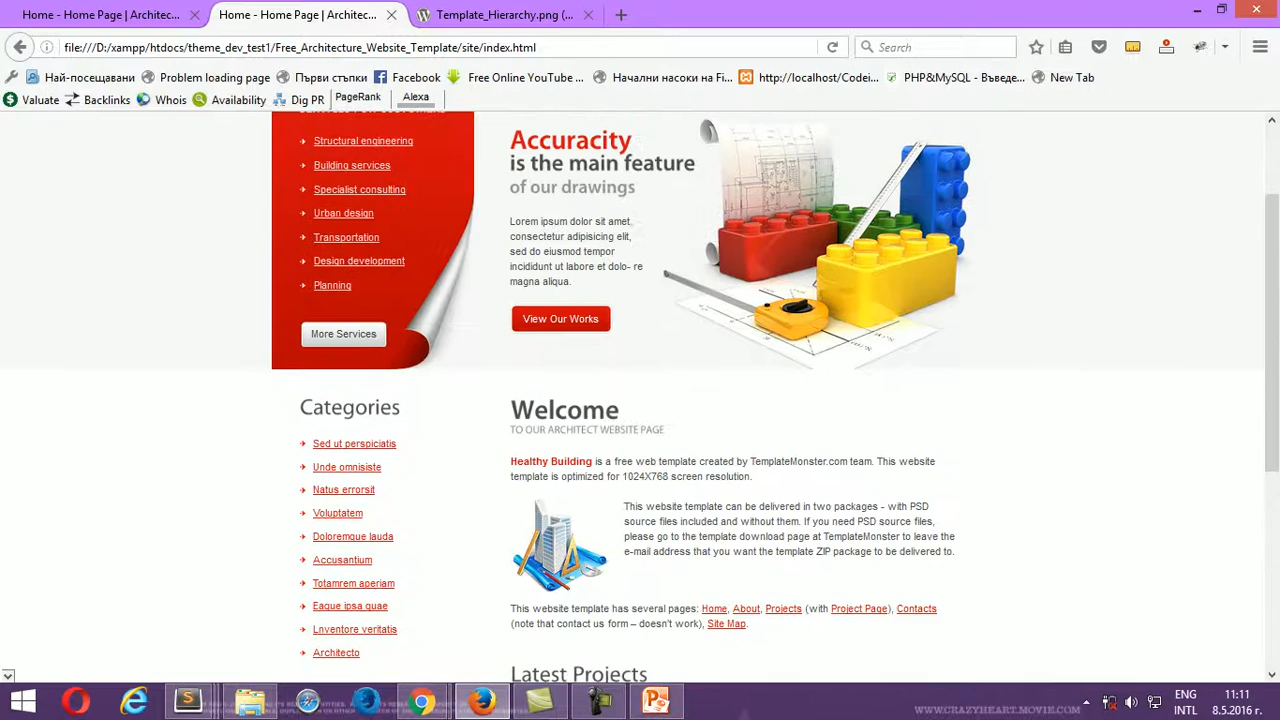 Home - Home Page | Architec
Home - Home Page | Architec
Template_Hierarchy.png (
file:///D:/xampp/htdocs/theme_dev_test1/Free_Architecture_Website_Template/site/index.html
Search
Най-посещавани
Problem loading page
Първи стъпки
Facebook
Free Online YouTube ...
Начални насоки на Fi...
http://localhost/Codei...
PHP&MySQL - Въведе...
New Tab
Valuate
Backlinks
Whois
Availability
Dig PR
PageRank
Alexa
Structural engineering
Building services
Specialist consulting
Urban design
Transportation
Design development
Planning
More Services
Accuracity
is the main feature
of our drawings
Lorem ipsum dolor sit amet,
consectetur adipisicing elit,
sed do eiusmod tempor
incididunt ut labore et dolo- re
magna aliqua.
View Our Works
Categories
Sed ut perspiciatis
Unde omnisiste
Natus errorsit
Voluptatem
Doloremque lauda
Accusantium
Totamrem aperiam
Eaque ipsa quae
Lnventore veritatis
Architecto
Welcome
TO OUR ARCHITECT WEBSITE PAGE
Healthy Building is a free web template created by TemplateMonster.com team. This website
template is optimized for 1024X768 screen resolution.
This website template can be delivered in two packages - with PSD
source files included and without them. If you need PSD source files,
please go to the template download page at TemplateMonster to leave the
e-mail address that you want the template ZIP package to be delivered to.
This website template has several pages: Home, About, Projects (with Project Page), Contacts
(note that contact us form – doesn't work), Site Map.
Latest Projects
ENG
INTL
11:11
8.5.2016 г.
WWW.CRAZYHEART.MOVIE.COM